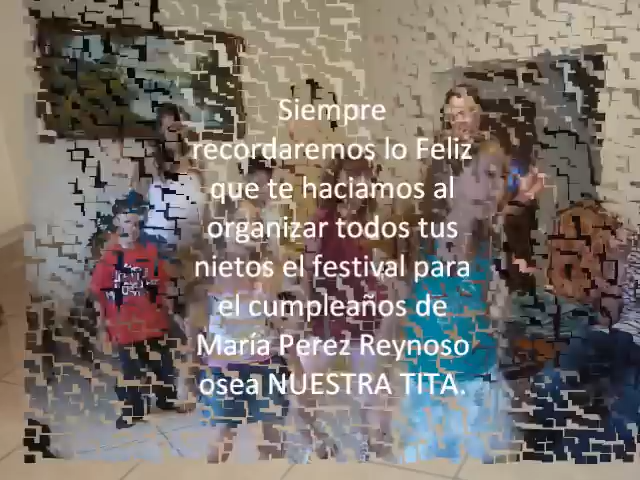 Siempre
recordaremos lo Feliz
que te haciamos al
organizar todos tus
nietos el festival para
el cumpleaños de
María Perez Reynoso
osea NUESTRA TITA.